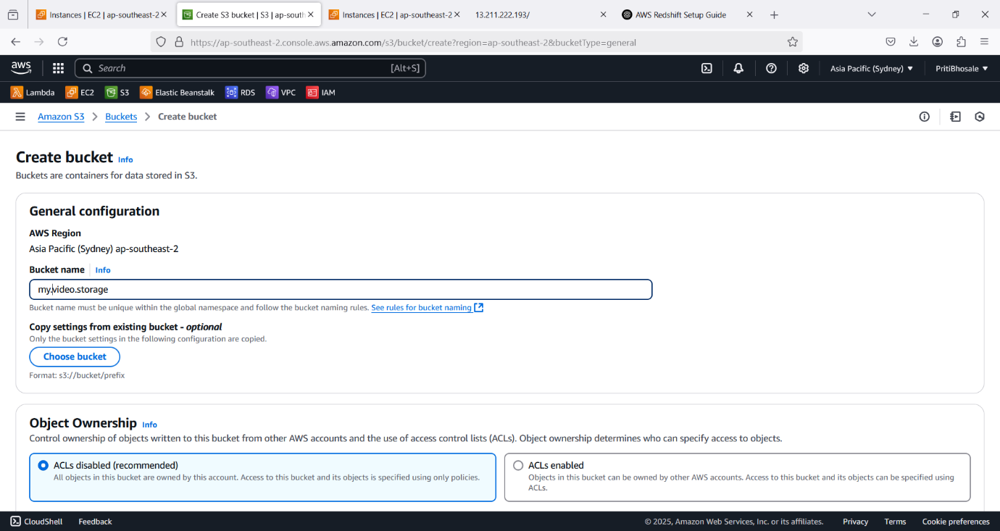 Instances | EC2 | ap-southeast-2
Create S3 bucket | S3 | ap-south
Instances | EC2 | ap-southeast-2
13.211.222.193/
AWS Redshift Setup Guide
https://ap-southeast-2.console.aws.amazon.com/s3/bucket/create?region=ap-southeast-2&bucketType=general
aws
Search
[Alt+S]
Asia Pacific (Sydney)
PritiBhosale
Lambda
EC2
S3
Elastic Beanstalk
RDS
VPC
IAM
Amazon S3
Buckets
Create bucket
Create bucket Info
Buckets are containers for data stored in S3.
General configuration
AWS Region
Asia Pacific (Sydney) ap-southeast-2
Bucket name Info
my.video.storage
Bucket name must be unique within the global namespace and follow the bucket naming rules. See rules for bucket naming
Copy settings from existing bucket - optional
Only the bucket settings in the following configuration are copied.
Choose bucket
Format: s3://bucket/prefix
Object Ownership Info
Control ownership of objects written to this bucket from other AWS accounts and the use of access control lists (ACLs). Object ownership determines who can specify access to objects.
ACLs disabled (recommended)
All objects in this bucket are owned by this account. Access to this bucket and its objects is specified using only policies.
ACLs enabled
Objects in this bucket can be owned by other AWS accounts. Access to this bucket and its objects can be specified using
ACLs.
CloudShell
Feedback
© 2025, Amazon Web Services, Inc. or its affiliates.
Privacy
Terms
Cookie preferences